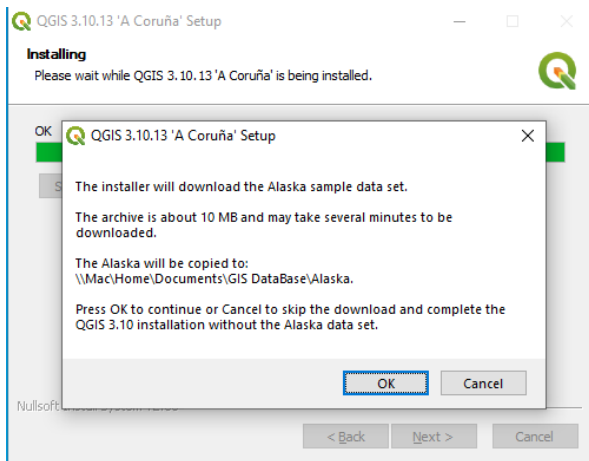 QGIS 3.10.13 'A Coruña' Setup
Installing
Please wait while QGIS 3.10.13 'A Coruña' is being installed.
OK
QGIS 3.10.13 'A Coruña' Setup
The installer will download the Alaska sample data set.
The archive is about 10 MB and may take several minutes to be
downloaded.
The Alaska will be copied to:
\\Mac\Home\Documents\GIS DataBase\Alaska.
Press OK to continue or Cancel to skip the download and complete the
QGIS 3.10 installation without the Alaska data set.
OK Cancel
Nullsoft
< Back Next > Cancel